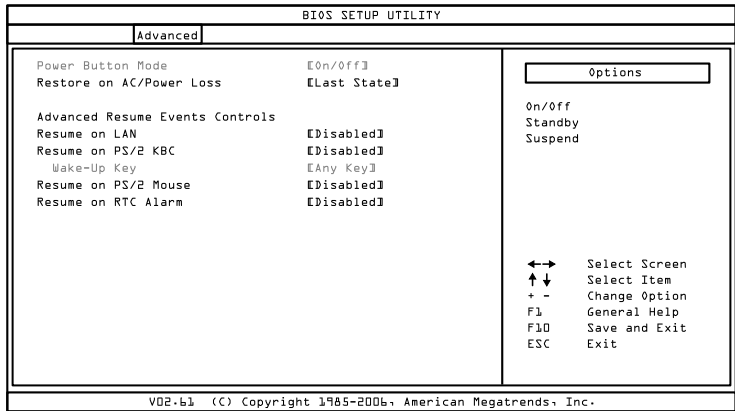 BIOS SETUP UTILITY
Advanced
Power Button Mode [On/Off]
Restore on AC/Power Loss [Last State]
Advanced Resume Events Controls
Resume on LAN [Disabled]
Resume on PS/2 KBC [Disabled]
Wake-Up Key [Any Key]
Resume on PS/2 Mouse [Disabled]
Resume on RTC Alarm [Disabled]
Options
On/Off
Standby
Suspend
←→ Select Screen
↑↓ Select Item
+ - Change Option
F1 General Help
F10 Save and Exit
ESC Exit
V02.61 (C) Copyright 1985-2006, American Megatrends, Inc.